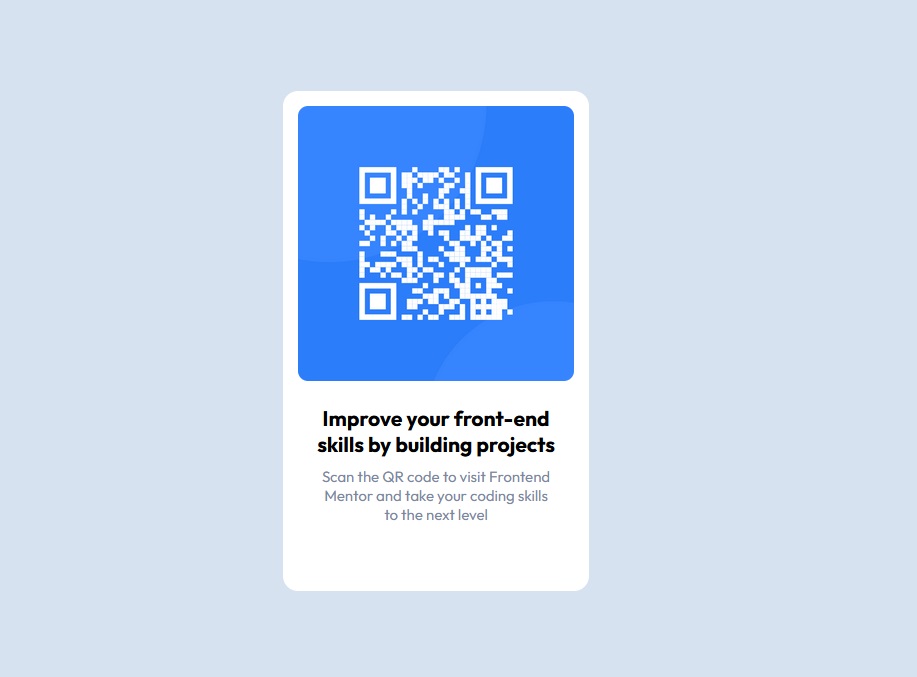 Improve your front-end
skills by building projects
Scan the QR code to visit Frontend
Mentor and take your coding skills
to the next level